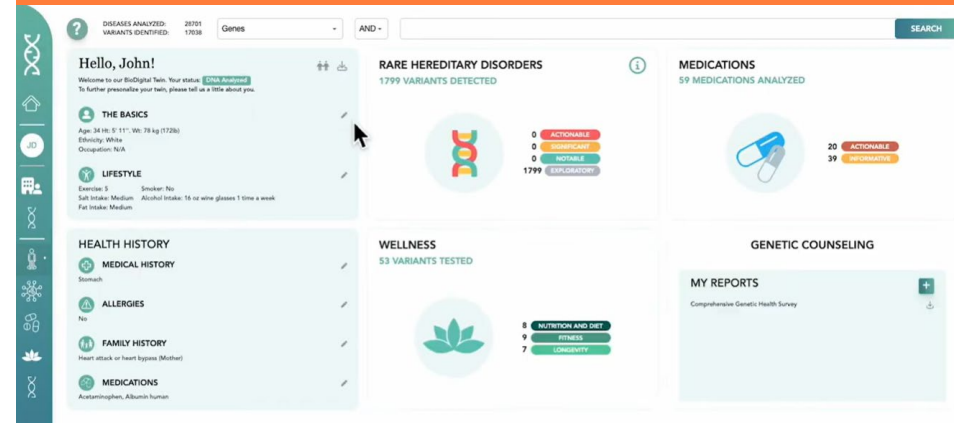 DISEASES ANALYZED: 28701
VARIANTS IDENTIFIED: 17038
?
Genes
AND
SEARCH
JD
Hello, John!
Welcome to our BioDigital Twin. Your status: DNA Analyzed
To further presonalize your twin, please tell us a little about you.
THE BASICS
Age: 34 Ht: 5' 11". Wt: 78 kg (172lb)
Ethnicity: White
Occupation: N/A
LIFESTYLE
Exercise: 5 Smoker: No
Salt Intake: Medium Alcohol Intake: 16 oz wine glasses 1 time a week
Fat Intake: Medium
RARE HEREDITARY DISORDERS
1799 VARIANTS DETECTED
0 ACTIONABLE
0 SIGNIFICANT
0 NOTABLE
1799 EXPLORATORY
MEDICATIONS
59 MEDICATIONS ANALYZED
20 ACTIONABLE
39 INFORMATIVE
HEALTH HISTORY
MEDICAL HISTORY
Stomach
ALLERGIES
No
FAMILY HISTORY
Heart attack or heart bypass (Mother)
MEDICATIONS
Acetaminophen, Albumin human
WELLNESS
53 VARIANTS TESTED
8 NUTRITION AND DIET
9 FITNESS
7 LONGEVITY
GENETIC COUNSELING
MY REPORTS
Comprehensive Genetic Health Survey